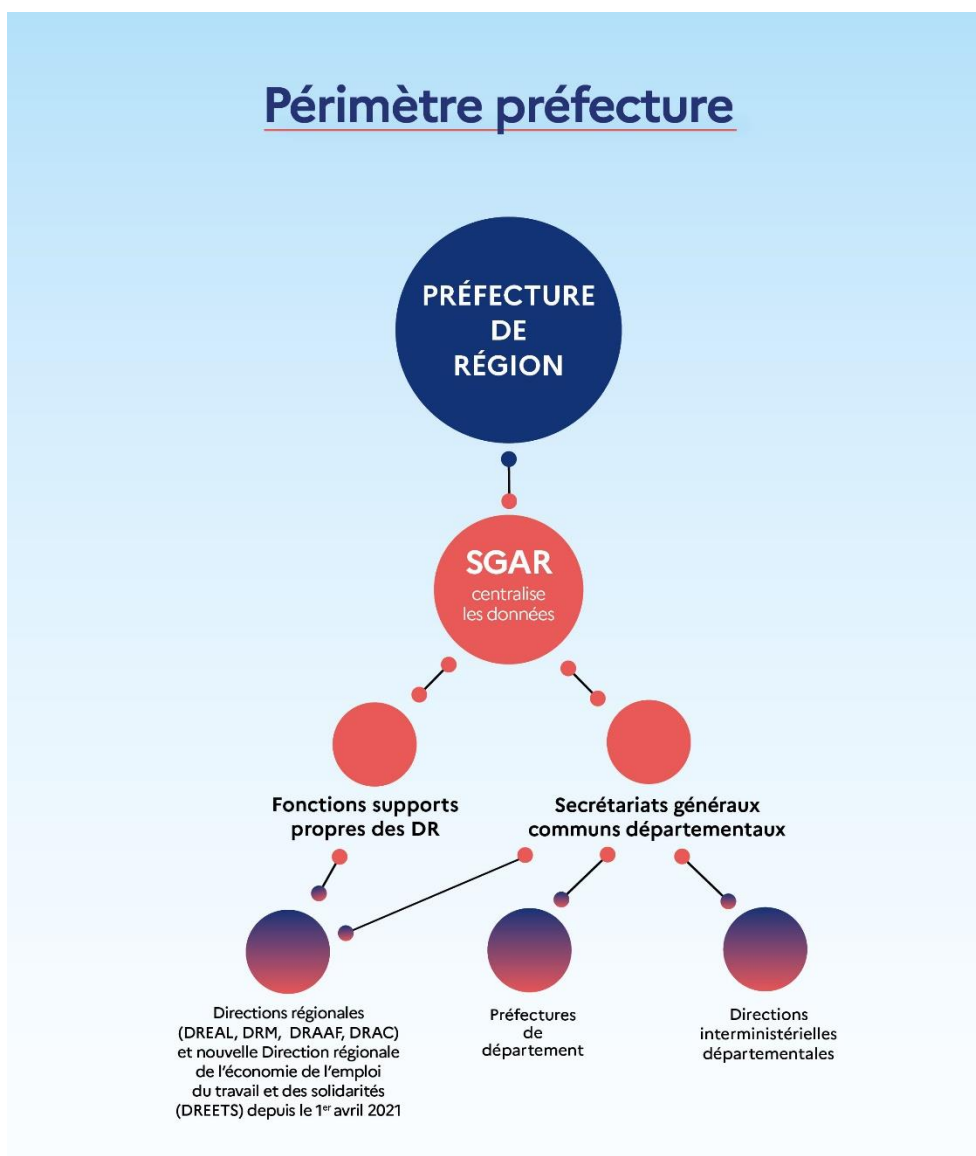 Périmètre préfecture
PRÉFECTURE
DE
RÉGION
SGAR
centralise
les données
Fonctions supports
propres des DR
Secrétariats généraux
communs départementaux
Directions régionales
(DREAL, DRM, DRAAF, DRAC)
et nouvelle Direction régionale
de l'économie de l'emploi
du travail et des solidarités
(DREETS) depuis le 1er avril 2021
Préfectures
de
département
Directions
interministérielles
départementales